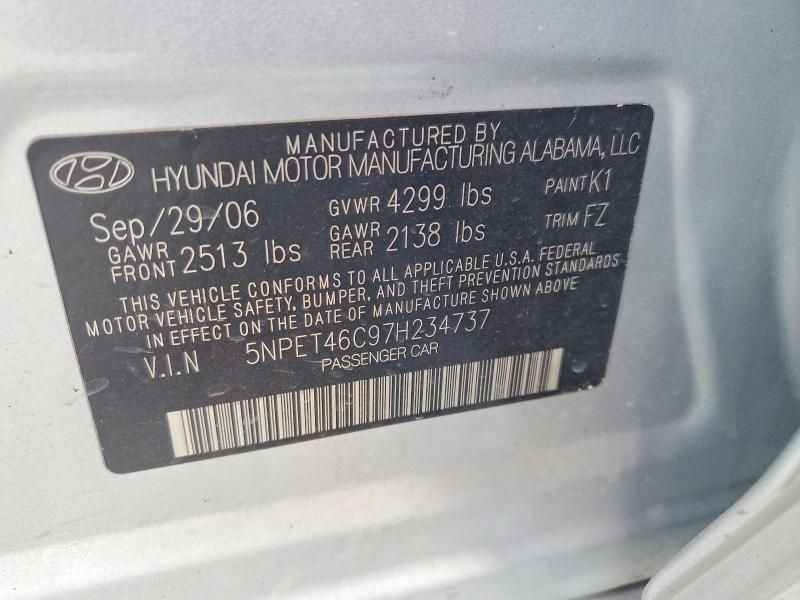 MANUFACTURED BY
HYUNDAI MOTOR MANUFACTURING ALABAMA, LLC
Sep/29/06 GVWR 4299 lbs PAINT K1
GAWR FRONT 2513 lbs GAWR REAR 2138 lbs TRIM FZ
THIS VEHICLE CONFORMS TO ALL APPLICABLE U.S.A. FEDERAL
MOTOR VEHICLE SAFETY, BUMPER, AND THEFT PREVENTION STANDARDS
IN EFFECT ON THE DATE OF MANUFACTURE SHOWN ABOVE
V.I.N 5NPET46C97H234737
PASSENGER CAR